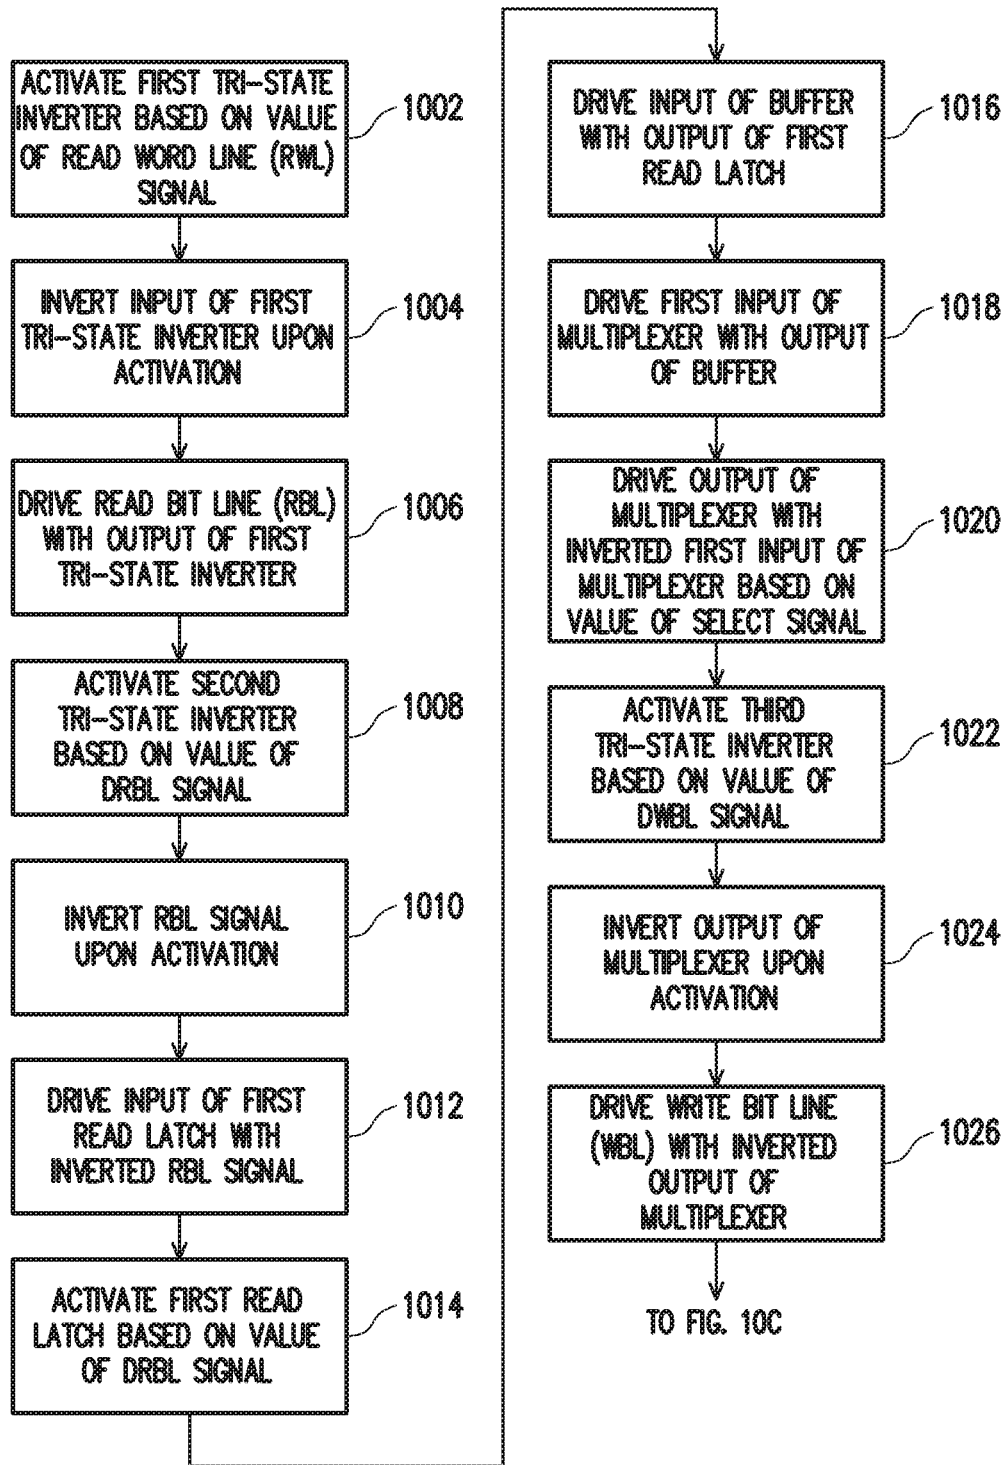 ACTIVATE FIRST TRI-STATE
INVERTER BASED ON VALUE
OF READ WORD LINE (RWL)
SIGNAL
1002
INVERT INPUT OF FIRST
TRI-STATE INVERTER UPON
ACTIVATION
1004
DRIVE READ BIT LINE (RBL)
WITH OUTPUT OF FIRST
TRI-STATE INVERTER
1006
ACTIVATE SECOND
TRI-STATE INVERTER
BASED ON VALUE OF
DRBL SIGNAL
1008
INVERT RBL SIGNAL
UPON ACTIVATION
1010
DRIVE INPUT OF FIRST
READ LATCH WITH
INVERTED RBL SIGNAL
1012
ACTIVATE FIRST READ
LATCH BASED ON VALUE
OF DRBL SIGNAL
1014
DRIVE INPUT OF BUFFER
WITH OUTPUT OF FIRST
READ LATCH
1016
DRIVE FIRST INPUT OF
MULTIPLEXER WITH OUTPUT
OF BUFFER
1018
DRIVE OUTPUT OF
MULTIPLEXER WITH
INVERTED FIRST INPUT OF
MULTIPLEXER BASED ON
VALUE OF SELECT SIGNAL
1020
ACTIVATE THIRD
TRI-STATE INVERTER
BASED ON VALUE OF
DWBL SIGNAL
1022
INVERT OUTPUT OF
MULTIPLEXER UPON
ACTIVATION
1024
DRIVE WRITE BIT LINE
(WBL) WITH INVERTED
OUTPUT OF
MULTIPLEXER
1026
TO FIG. 10C